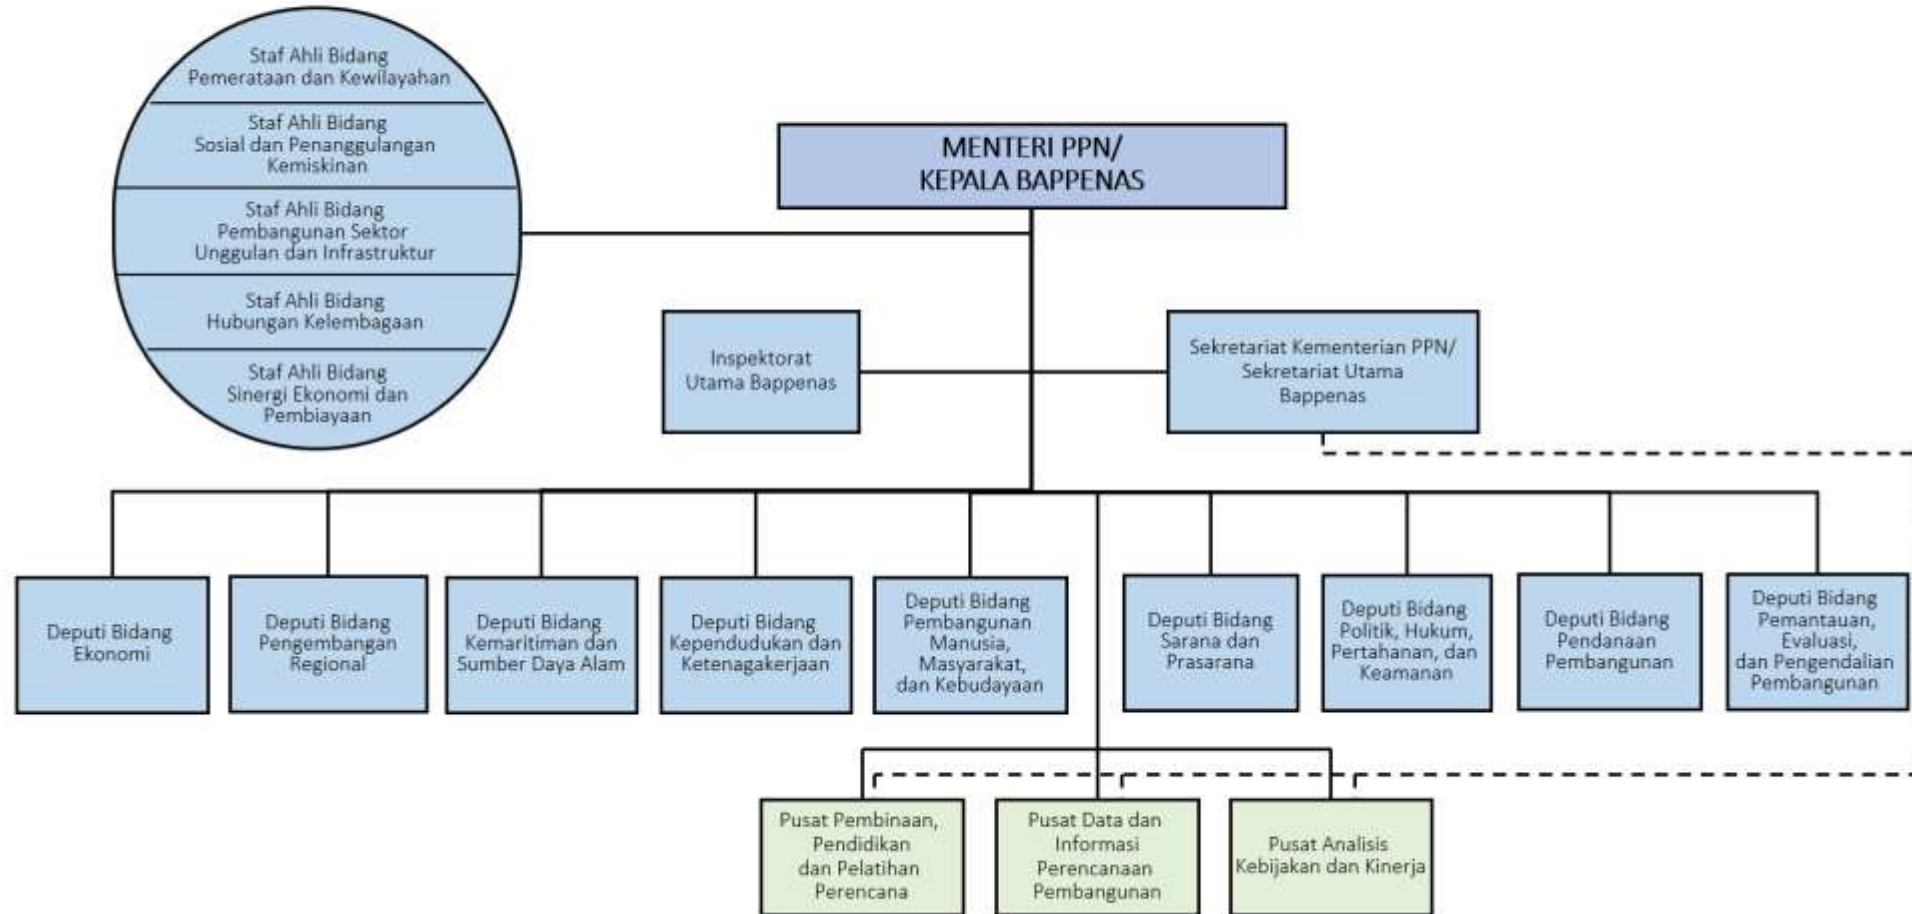 Staf Ahli Bidang
Pemerataan dan Kewilayahan
Staf Ahli Bidang
Sosial dan Penanggulangan
Kemiskinan
Staf Ahli Bidang
Pembangunan Sektor
Unggulan dan Infrastruktur
Staf Ahli Bidang
Hubungan Kelembagaan
Staf Ahli Bidang
Sinergi Ekonomi dan
Pembiayaan
MENTERI PPN/
KEPALA BAPPENAS
Inspektorat
Utama Bappenas
Sekretariat Kementerian PPN/
Sekretariat Utama
Bappenas
Deputi Bidang
Ekonomi
Deputi Bidang
Pengembangan
Regional
Deputi Bidang
Kemaritiman dan
Sumber Daya Alam
Deputi Bidang
Kependudukan dan
Ketenagakerjaan
Deputi Bidang
Pembangunan
Manusia,
Masyarakat,
dan Kebudayaan
Deputi Bidang
Sarana dan
Prasarana
Deputi Bidang
Politik, Hukum,
Pertahanan, dan
Keamanan
Deputi Bidang
Pendanaan
Pembangunan
Deputi Bidang
Pemantauan,
Evaluasi,
dan Pengendalian
Pembangunan
Pusat Pembinaan,
Pendidikan
dan Pelatihan
Perencana
Pusat Data dan
Informasi
Perencanaan
Pembangunan
Pusat Analisis
Kebijakan dan Kinerja